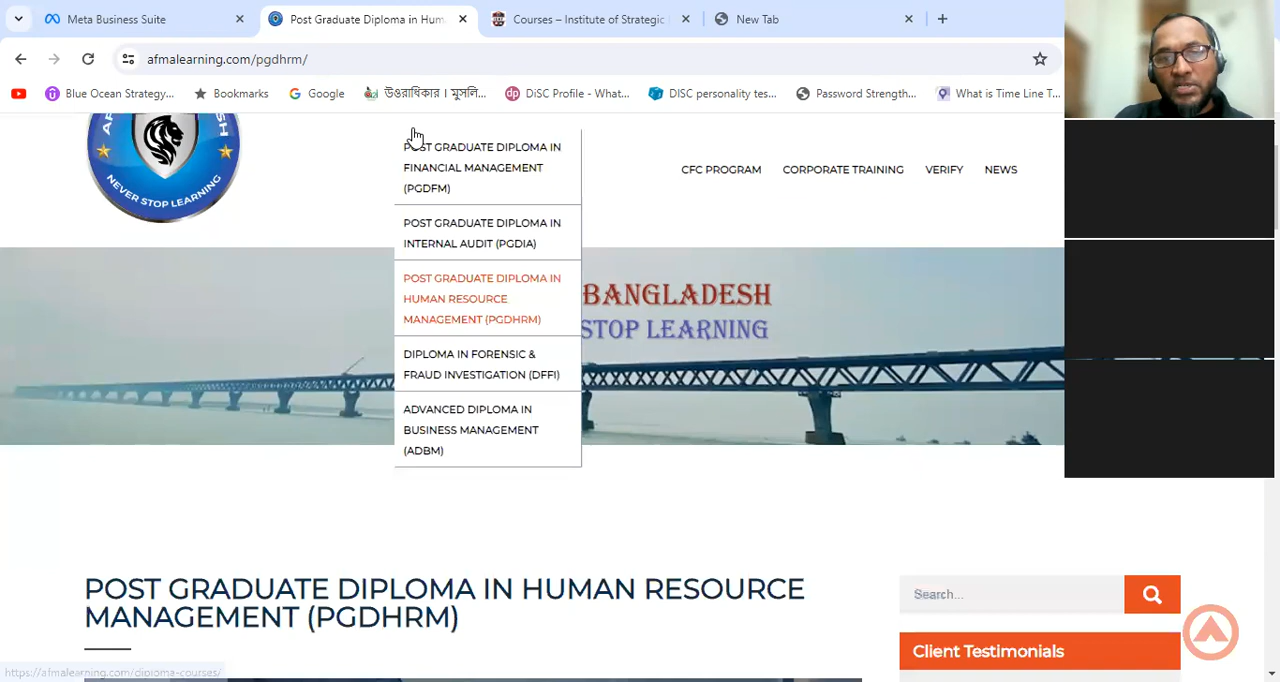 Meta Business Suite
Post Graduate Diploma in Hum
Courses – Institute of Strategic
New Tab
afmalearning.com/pgdhrm/
Blue Ocean Strategy...
Bookmarks
Google
উওরাধিকার । মুসলি...
DiSC Profile - What...
DISC personality tes...
Password Strength...
What is Time Line T...
NEVER STOP LEARNING
POST GRADUATE DIPLOMA IN
FINANCIAL MANAGEMENT
(PGDFM)
POST GRADUATE DIPLOMA IN
INTERNAL AUDIT (PGDIA)
POST GRADUATE DIPLOMA IN
HUMAN RESOURCE
MANAGEMENT (PGDHRM)
DIPLOMA IN FORENSIC &
FRAUD INVESTIGATION (DFFI)
ADVANCED DIPLOMA IN
BUSINESS MANAGEMENT
(ADBM)
CFC PROGRAM
CORPORATE TRAINING
VERIFY
NEWS
BANGLADESH
STOP LEARNING
POST GRADUATE DIPLOMA IN HUMAN RESOURCE
MANAGEMENT (PGDHRM)
Search...
Client Testimonials
https://afmalearning.com/diploma-courses/